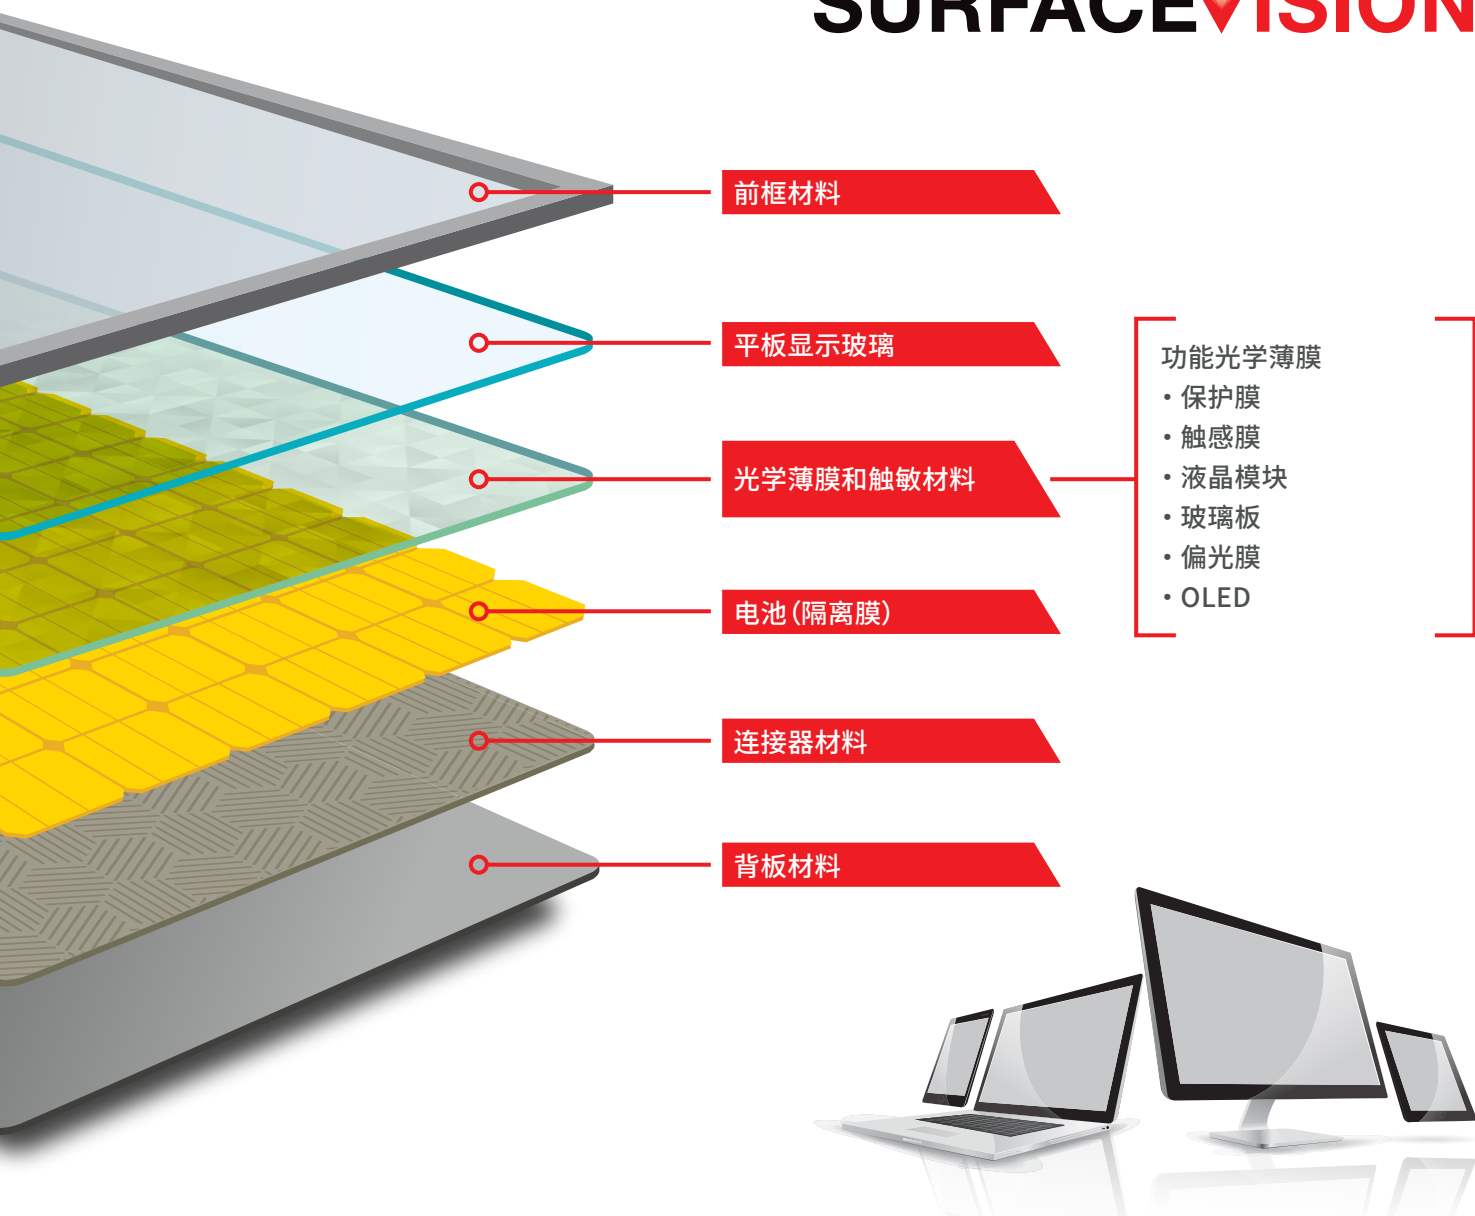 SURFACEVISION
前框材料
平板显示玻璃
光学薄膜和触敏材料
功能光学薄膜
・保护膜
・触感膜
・液晶模块
・玻璃板
・偏光膜
・OLED
电池（隔离膜）
连接器材料
背板材料